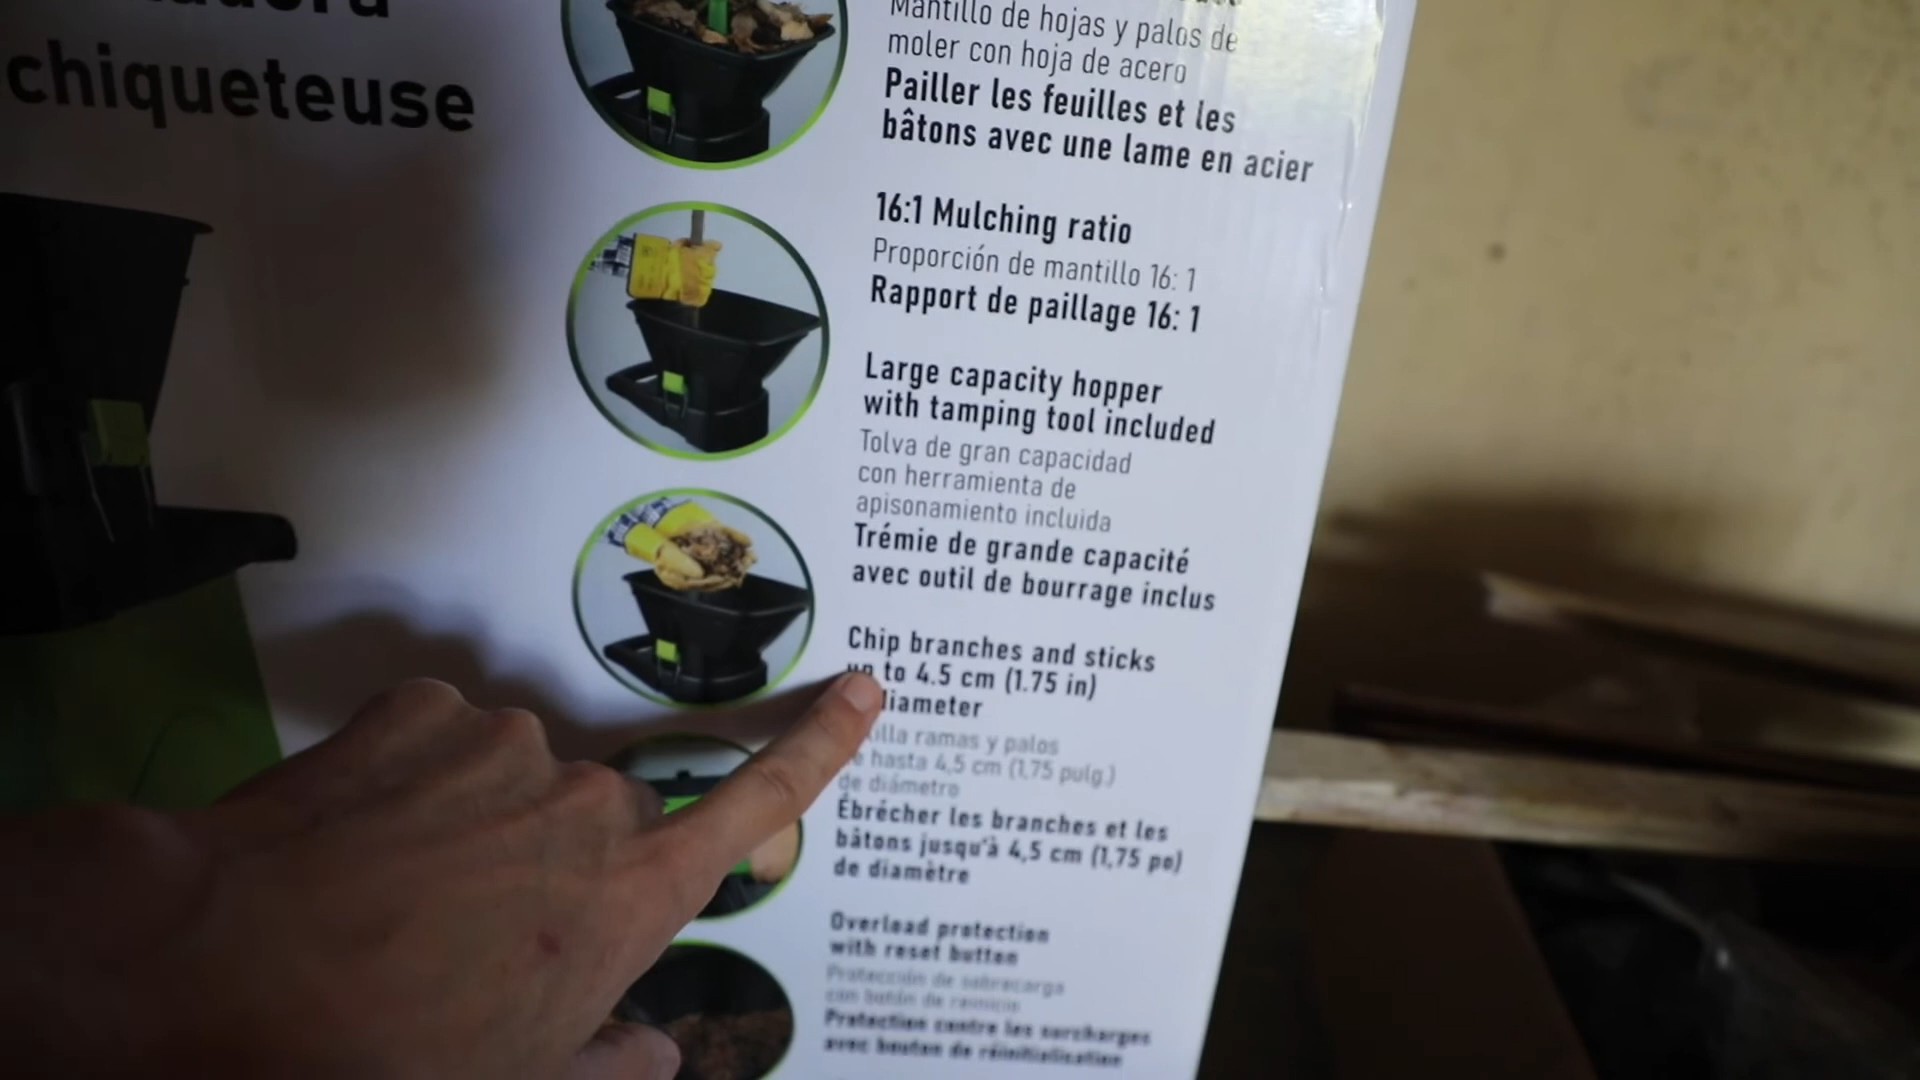 chiqueteuse
Mantillo de hojas y palos de
moler con hoja de acero
Pailler les feuilles et les
bâtons avec une lame en acier
16:1 Mulching ratio
Proporción de mantillo 16: 1
Rapport de paillage 16: 1
Large capacity hopper
with tamping tool included
Tolva de gran capacidad
con herramienta de
apisonamiento incluida
Trémie de grande capacité
avec outil de bourrage inclus
Chip branches and sticks
up to 4.5 cm (1.75 in)
diameter
ramas y palos
hasta 4,5 cm (1,75 pulg.)
de diámetro
Ébrécher les branches et les
bâtons jusqu'à 4,5 cm (1,75 po)
de diamètre
Overload protection
with reset button
Protección de sobrecarga
con botón de reinicio
Protection contre les surcharges
avec bouton de réinitialisation